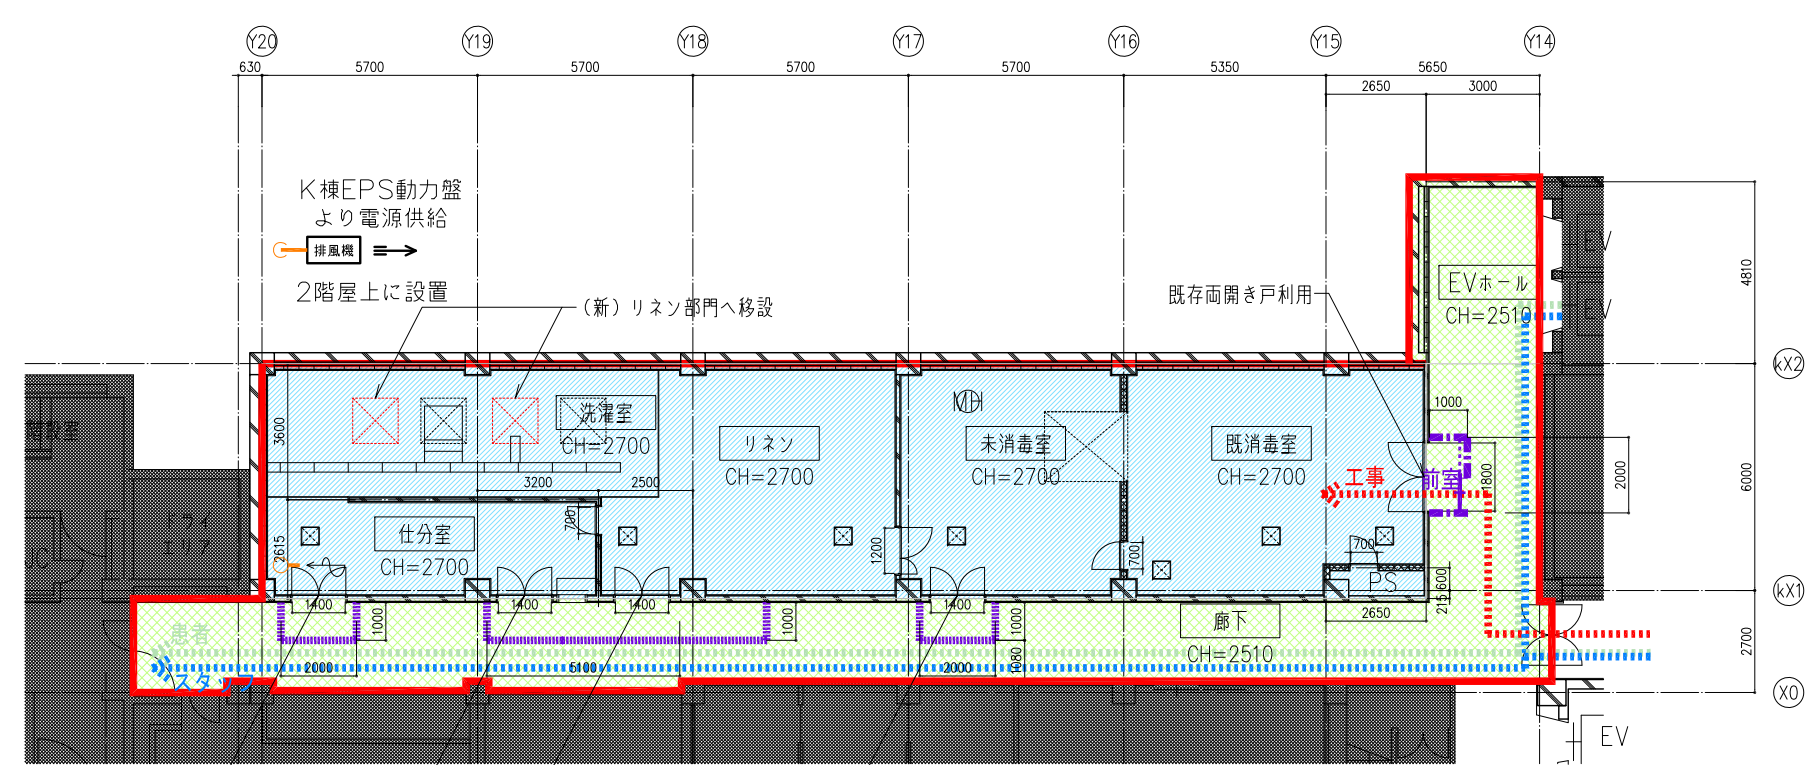 Y20 Y19 Y18 Y17 Y16 Y15 Y14
630 5700 5700 5700 5700 5350 5650
2650 3000
K棟EPS動力盤
より電源供給
排風機
2階屋上に設置
（新）リネン部門へ移設
既存両開き戸利用
EVホール
CH=2510
EV
EV
4810
kX2
洗濯室
CH=2700
リネン
CH=2700
MH
未消毒室
CH=2700
既消毒室
CH=2700
3600
3200 2500
工事
前室
1000
1800
2000
6000
仕分室
CH=2700
2615
700
1200
700
700
PS
600
215
kX1
1400 1400 1400 1400
2650
1000 1000 1000
廊下
CH=2510
患者
スタッフ
2000 5100 2000
1080
2700
X0
EV